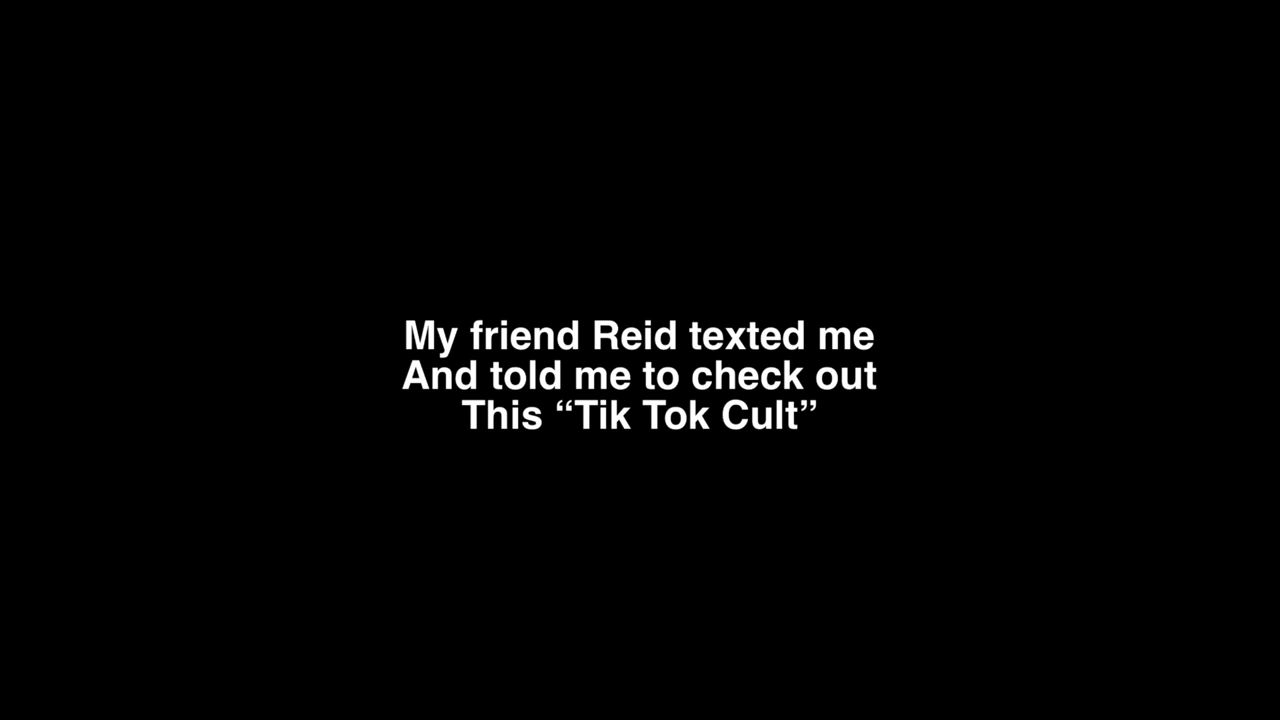 My friend Reid texted me
And told me to check out
This “Tik Tok Cult”